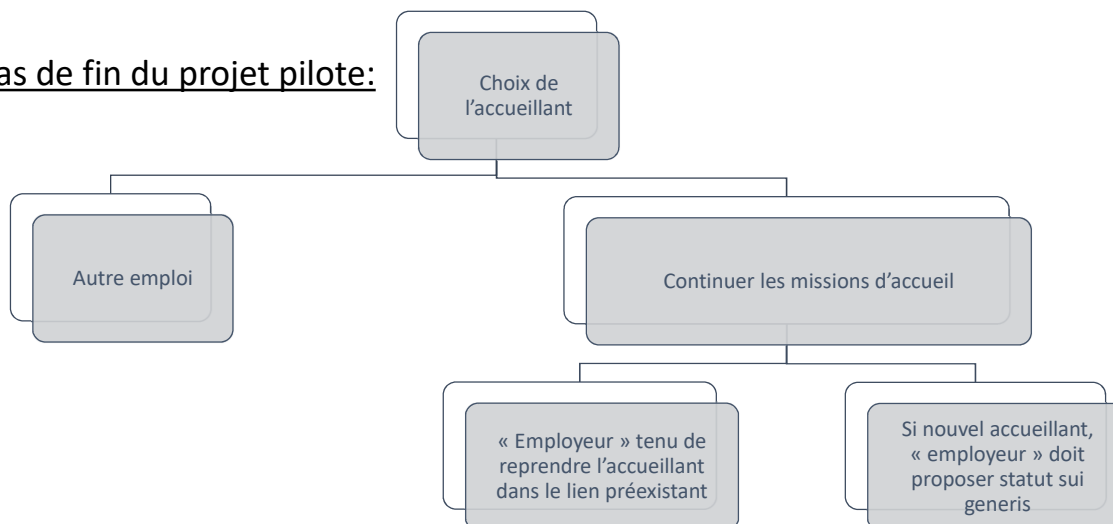 as de fin du projet pilote:
Choix de
l’accueillant
Autre emploi
Continuer les missions d’accueil
« Employeur » tenu de
reprendre l’accueillant
dans le lien préexistant
Si nouvel accueillant,
« employeur » doit
proposer statut sui
generis